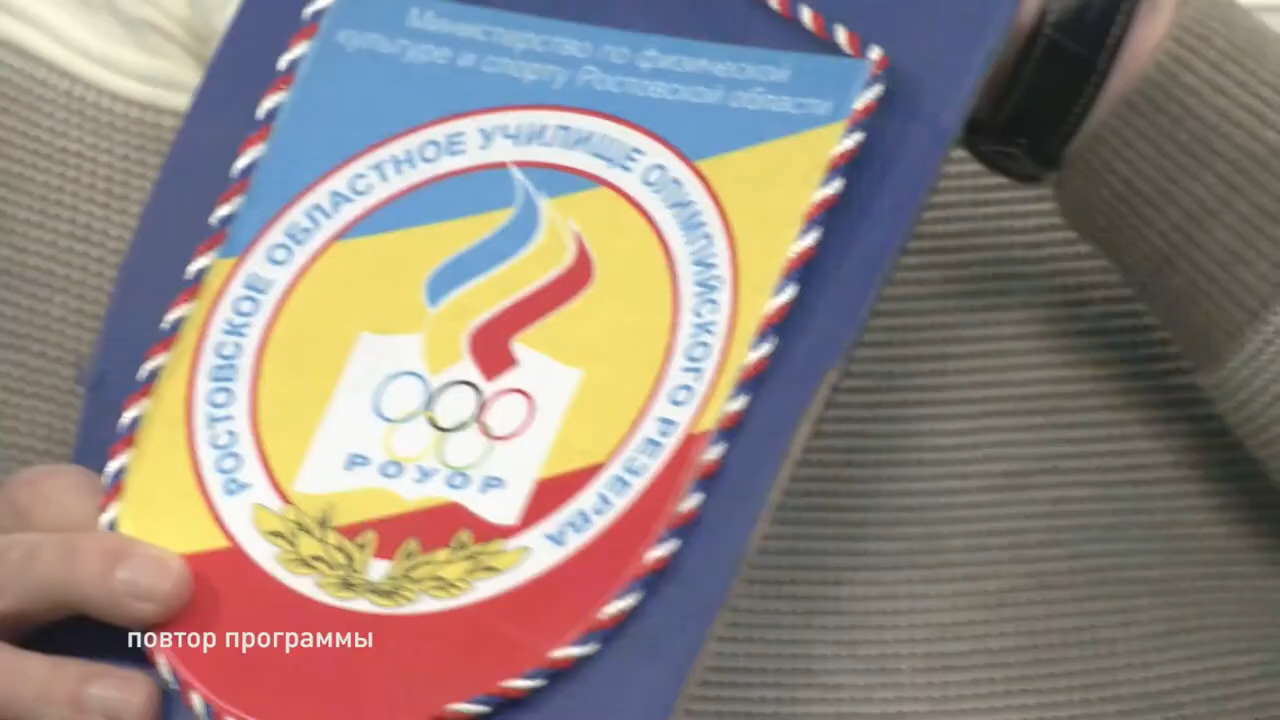 Министерство по физической
культуре и спорту Ростовской области
РОСТОВСКОЕ ОБЛАСТНОЕ УЧИЛИЩЕ ОЛИМПИЙСКОГО РЕЗЕРВА
РОУОР
повтор программы